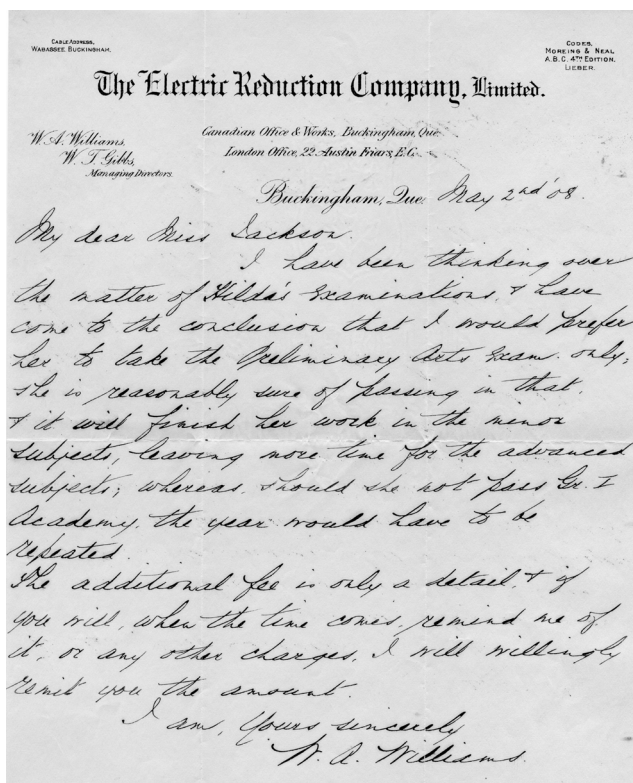 CABLE ADDRESS,
WABASSEE, BUCKINGHAM.
CODES,
MOREING & NEAL
A.B.C. 4TH EDITION.
LIEBER.
The Electric Reduction Company, Limited.
Canadian Office & Works, Buckingham, Que.
London Office, 22 Austin Friars, E.C.
W. A. Williams,
W. T. Gibbs,
Managing Directors.
Buckingham, Que. May 2nd '08.
My dear Miss Jackson.
I have been thinking over
the matter of Hilda's Examinations, & have
come to the conclusion that I would prefer
her to take the Preliminary Arts Exam. only;
she is reasonably sure of passing in that,
& it will finish her work in the minor
subjects, leaving more time for the advanced
subjects; whereas, should she not pass Gr. I
Academy the year would have to be
repeated.
The additional fee is only a detail, & if
you will, when the time comes, remind me of
it, or any other charges, I will willingly
remit you the amount.
I am, Yours sincerely
W. A. Williams.